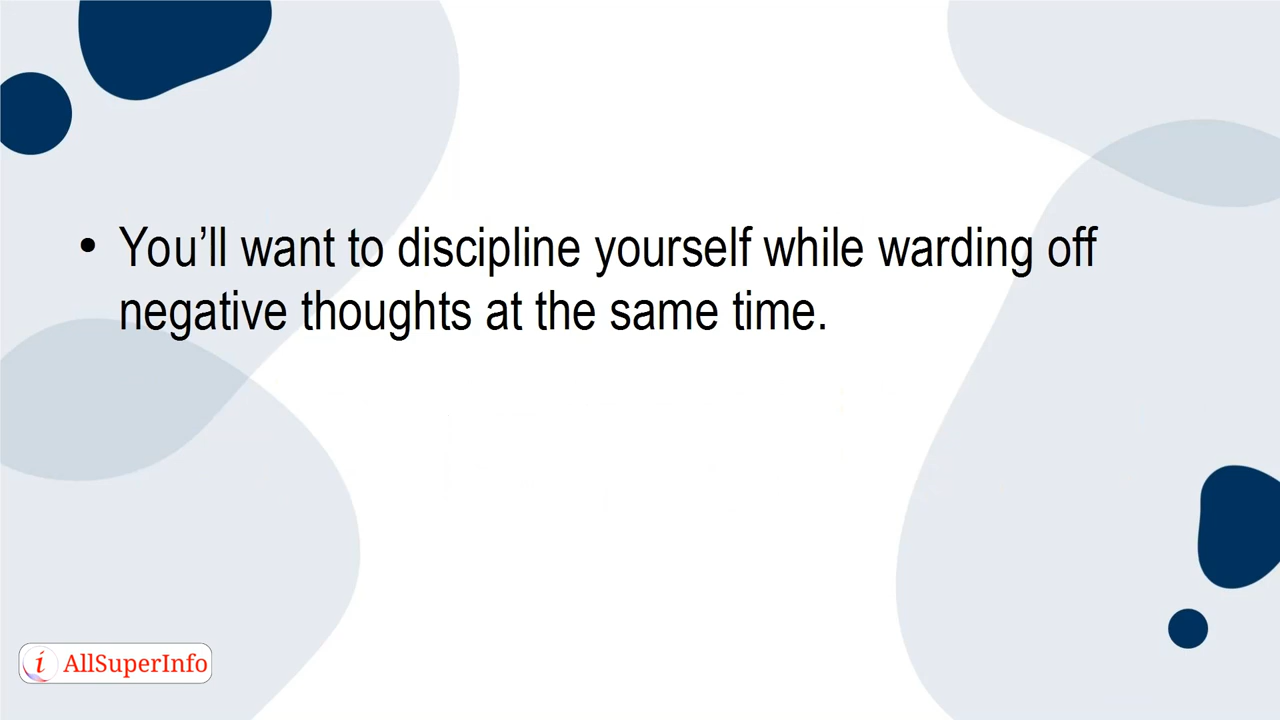 • You’ll want to discipline yourself while warding off
negative thoughts at the same time.
i AllSuperInfo